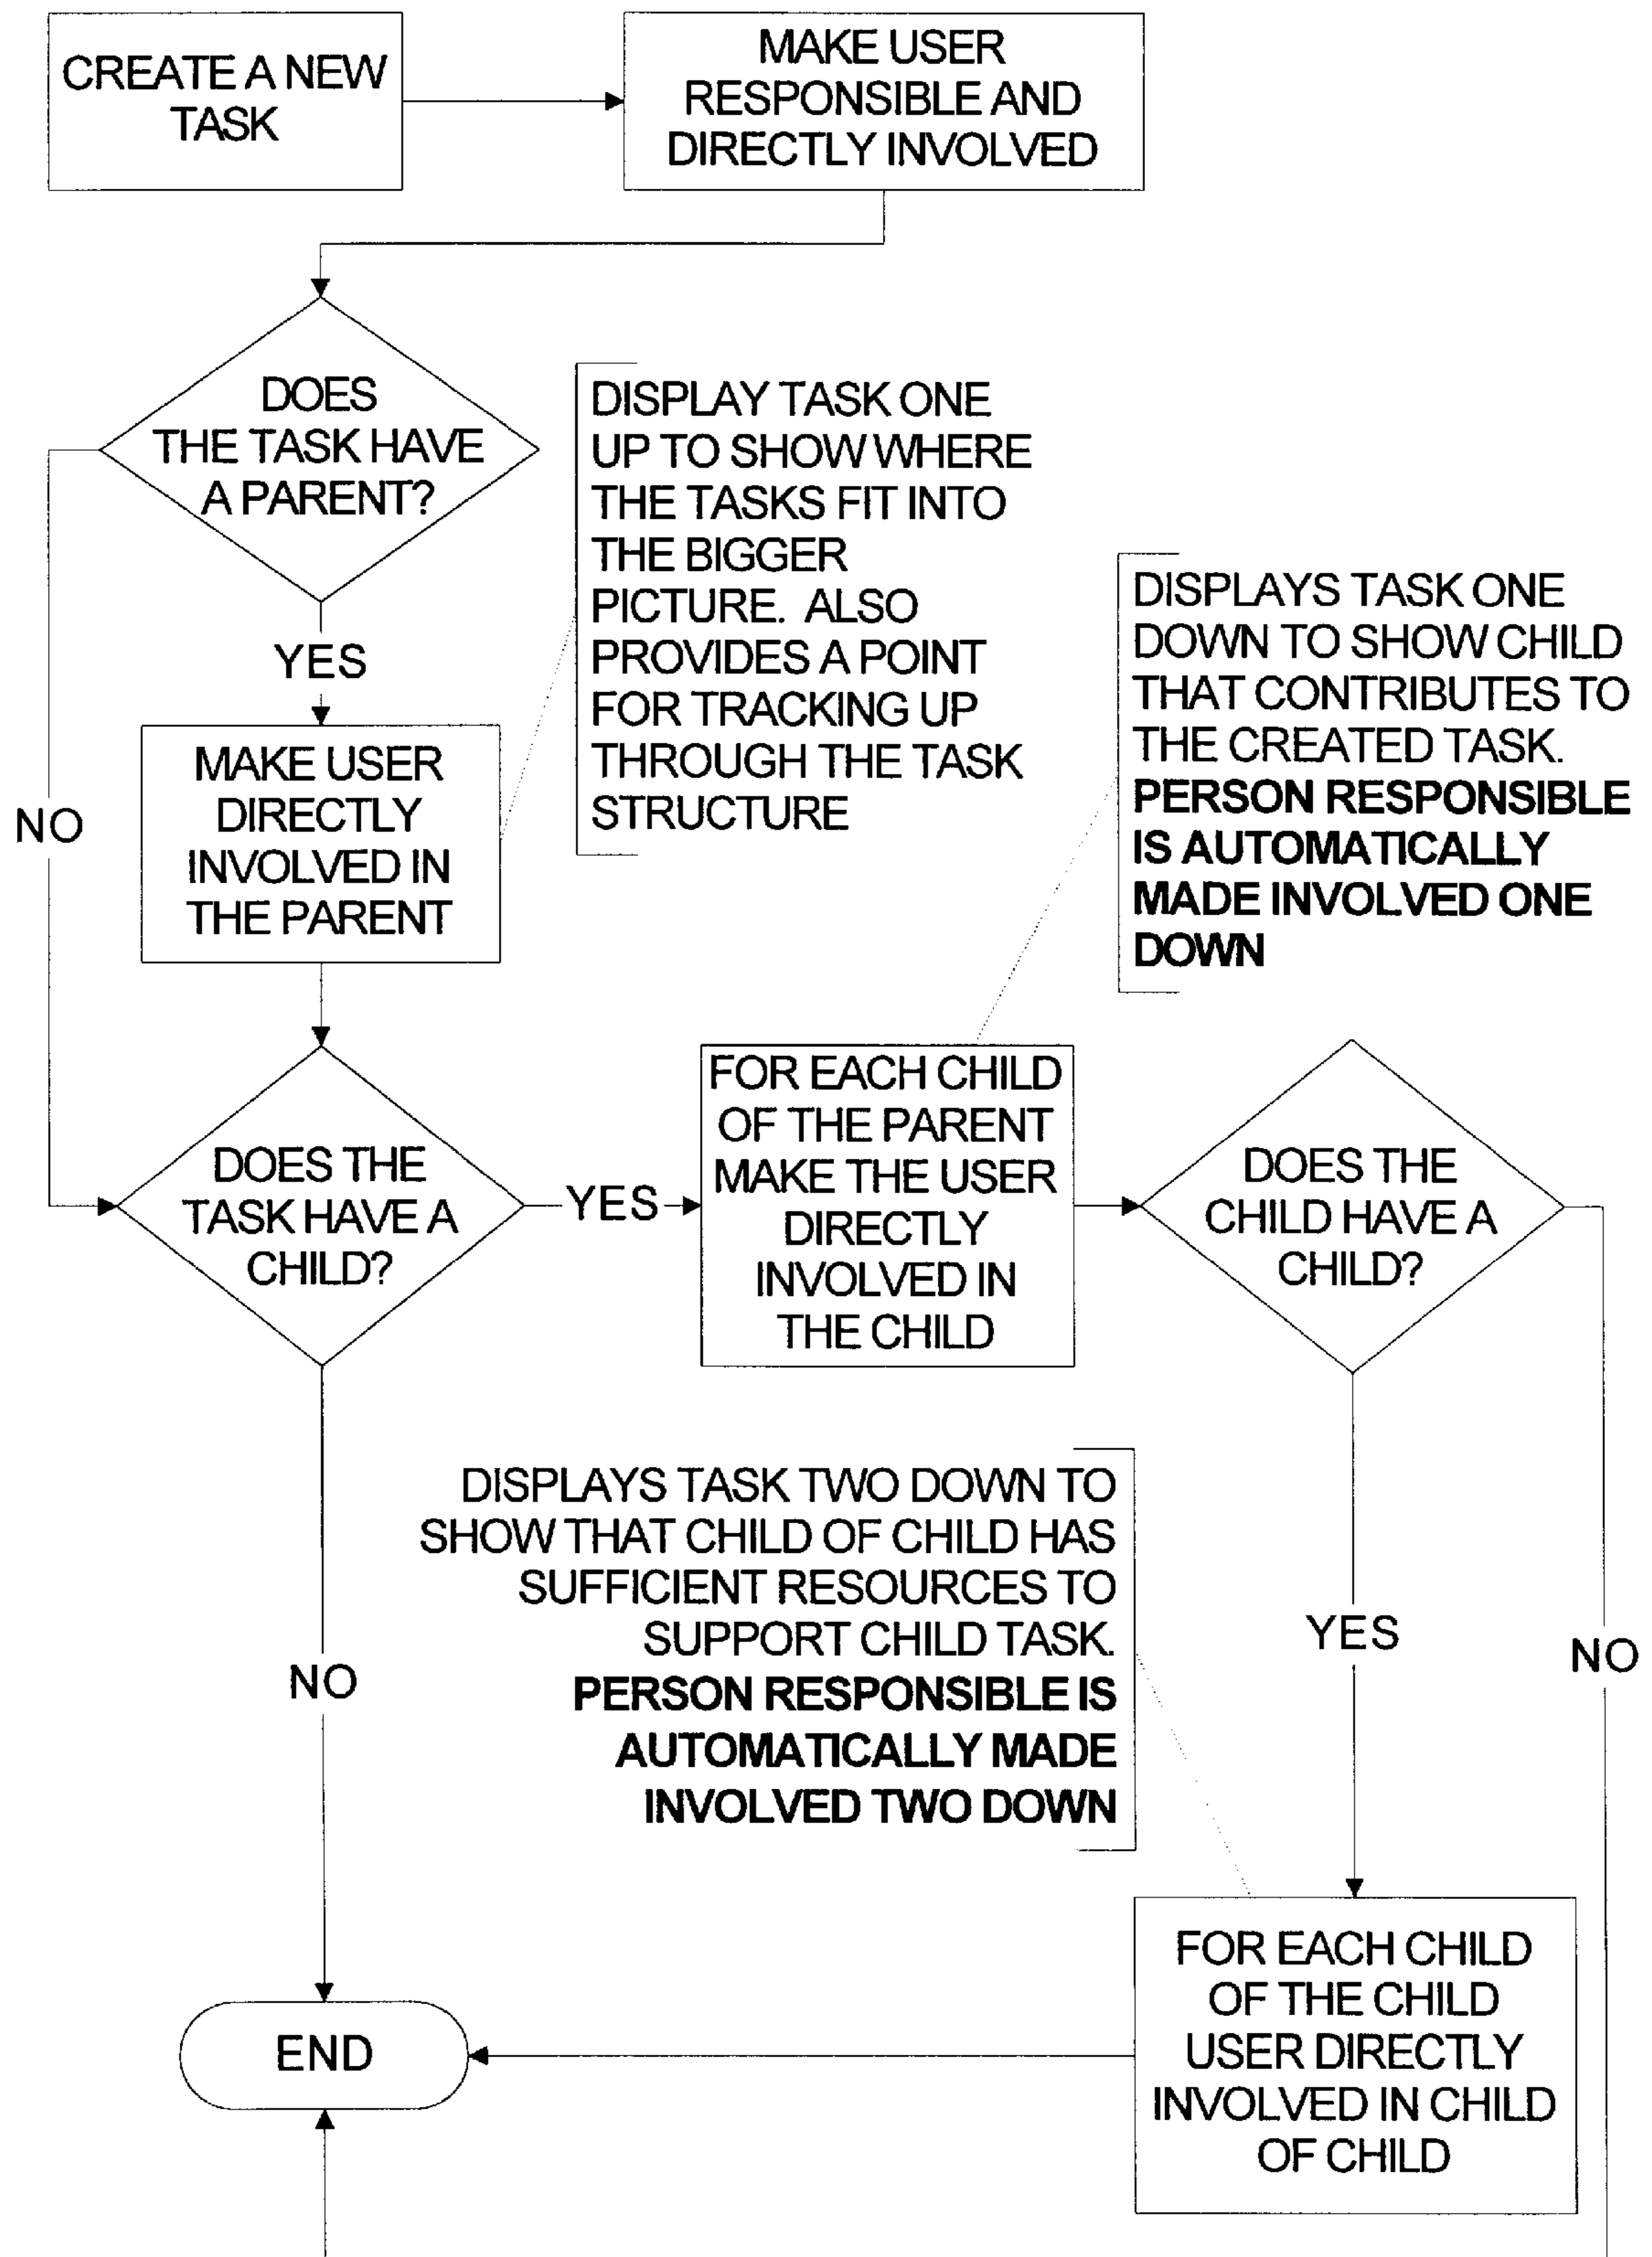 CREATE A NEW
TASK
MAKE USER
RESPONSIBLE AND
DIRECTLY INVOLVED
DOES
THE TASK HAVE
A PARENT?
YES
NO
MAKE USER
DIRECTLY
INVOLVED IN
THE PARENT
DISPLAY TASK ONE
UP TO SHOW WHERE
THE TASKS FIT INTO
THE BIGGER
PICTURE. ALSO
PROVIDES A POINT
FOR TRACKING UP
THROUGH THE TASK
STRUCTURE
DISPLAYS TASK ONE
DOWN TO SHOW CHILD
THAT CONTRIBUTES TO
THE CREATED TASK.
PERSON RESPONSIBLE
IS AUTOMATICALLY
MADE INVOLVED ONE
DOWN
DOES THE
TASK HAVE A
CHILD?
YES
FOR EACH CHILD
OF THE PARENT
MAKE THE USER
DIRECTLY
INVOLVED IN
THE CHILD
DOES THE
CHILD HAVE A
CHILD?
DISPLAYS TASK TWO DOWN TO
SHOW THAT CHILD OF CHILD HAS
SUFFICIENT RESOURCES TO
SUPPORT CHILD TASK.
PERSON RESPONSIBLE IS
AUTOMATICALLY MADE
INVOLVED TWO DOWN
YES
NO
NO
FOR EACH CHILD
OF THE CHILD
USER DIRECTLY
INVOLVED IN CHILD
OF CHILD
END